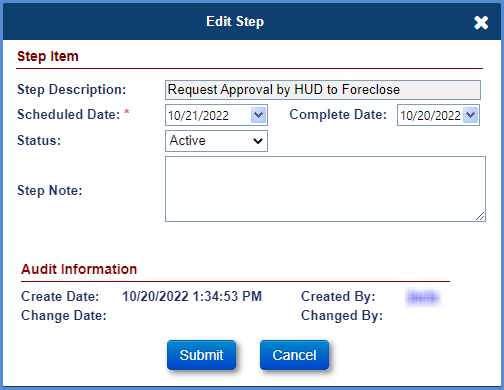 Edit Step
Step Item
Step Description: Request Approval by HUD to Foreclose
Scheduled Date: * 10/21/2022 Complete Date: 10/20/2022
Status: Active
Step Note:
Audit Information
Create Date: 10/20/2022 1:34:53 PM Created By:
Change Date: Changed By:
Submit Cancel